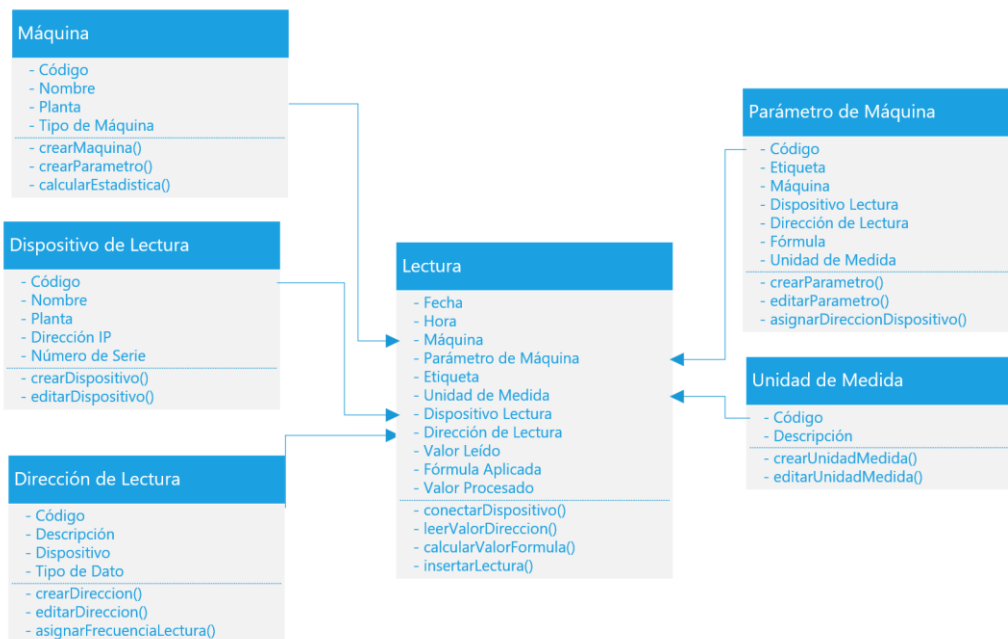 Máquina
- Código
- Nombre
- Planta
- Tipo de Máquina
- crearMaquina()
- crearParametro()
- calcularEstadistica()
Dispositivo de Lectura
- Código
- Nombre
- Planta
- Dirección IP
- Número de Serie
- crearDispositivo()
- editarDispositivo()
Dirección de Lectura
- Código
- Descripción
- Dispositivo
- Tipo de Dato
- crearDireccion()
- editarDireccion()
- asignarFrecuenciaLectura()
Lectura
- Fecha
- Hora
- Máquina
- Parámetro de Máquina
- Etiqueta
- Unidad de Medida
- Dispositivo Lectura
- Dirección de Lectura
- Valor Leído
- Fórmula Aplicada
- Valor Procesado
- conectarDispositivo()
- leerValorDireccion()
- calcularValorFormula()
- insertarLectura()
Parámetro de Máquina
- Código
- Etiqueta
- Máquina
- Dispositivo Lectura
- Dirección de Lectura
- Fórmula
- Unidad de Medida
- crearParametro()
- editarParametro()
- asignarDireccionDispositivo()
Unidad de Medida
- Código
- Descripción
- crearUnidadMedida()
- editarUnidadMedida()